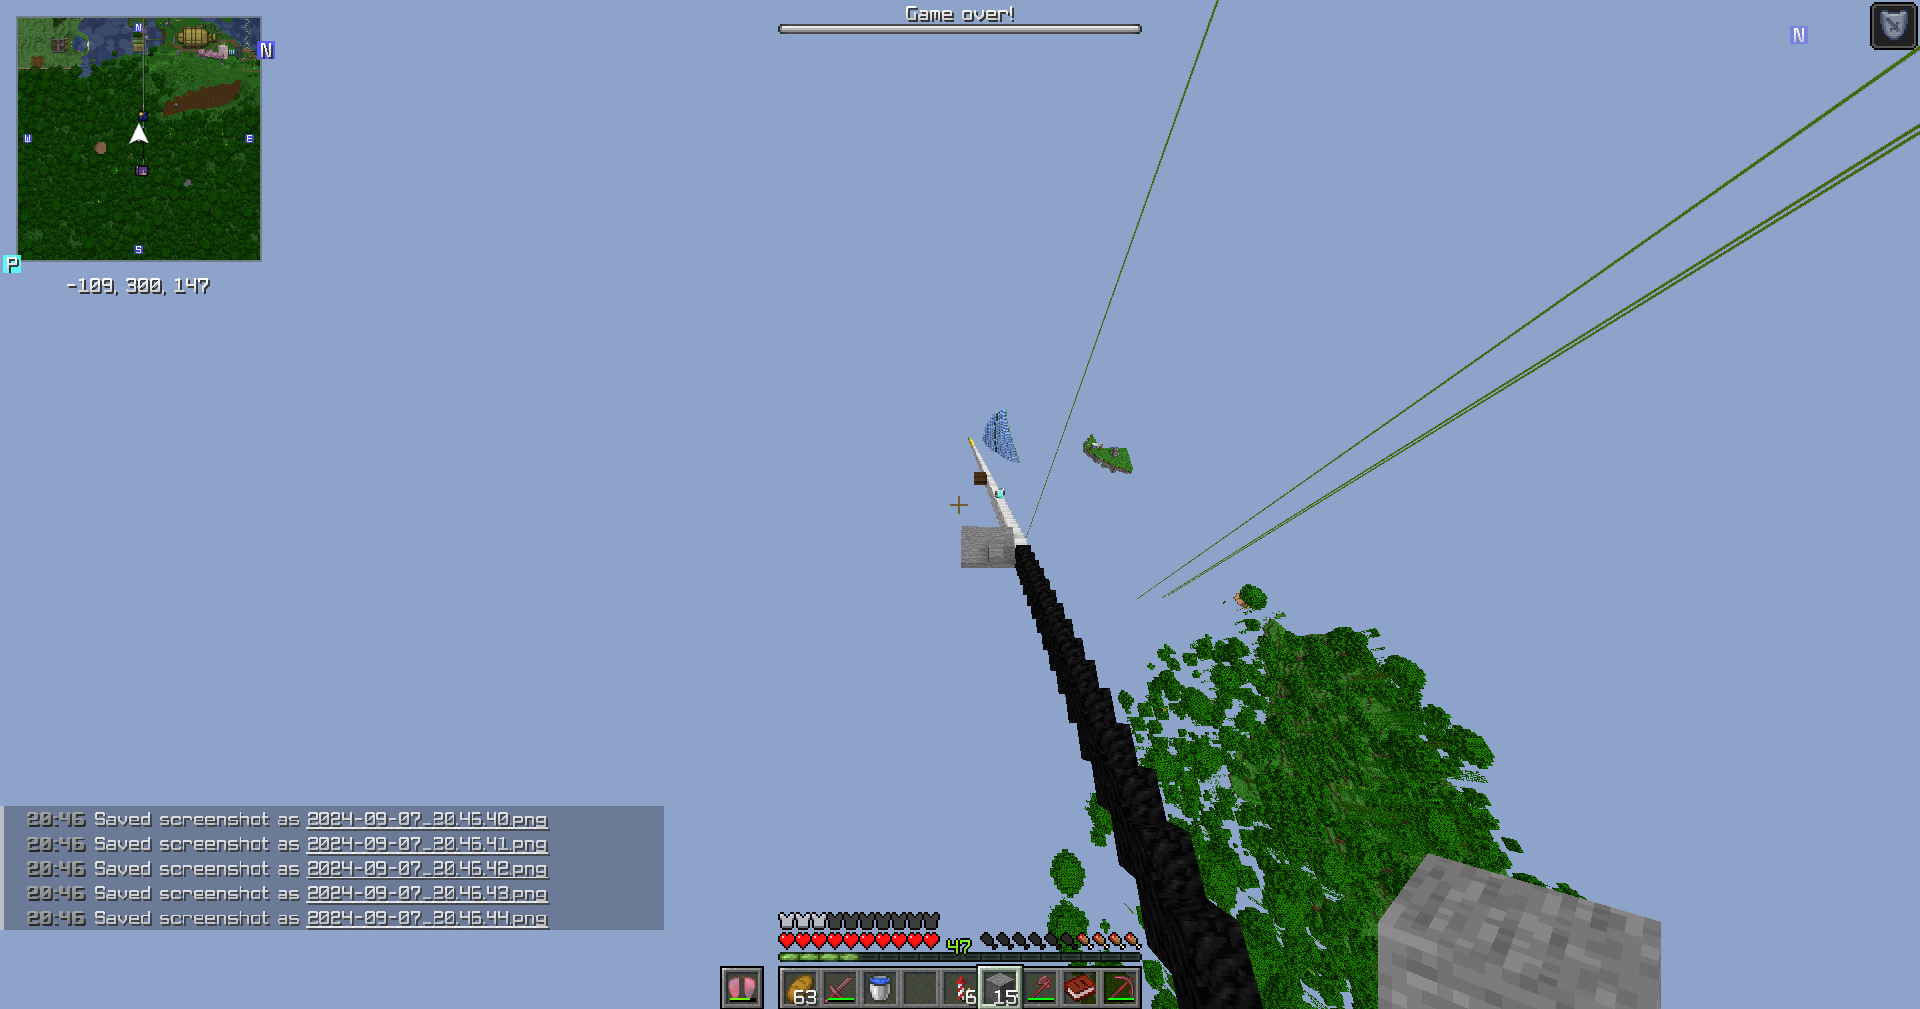 Game over!
N
N
N
W
E
S
P
-109, 300, 147
20:46 Saved screenshot as 2024-09-07_20.46.40.png
20:46 Saved screenshot as 2024-09-07_20.46.41.png
20:46 Saved screenshot as 2024-09-07_20.46.42.png
20:46 Saved screenshot as 2024-09-07_20.46.43.png
20:46 Saved screenshot as 2024-09-07_20.46.44.png
47
63
6
15